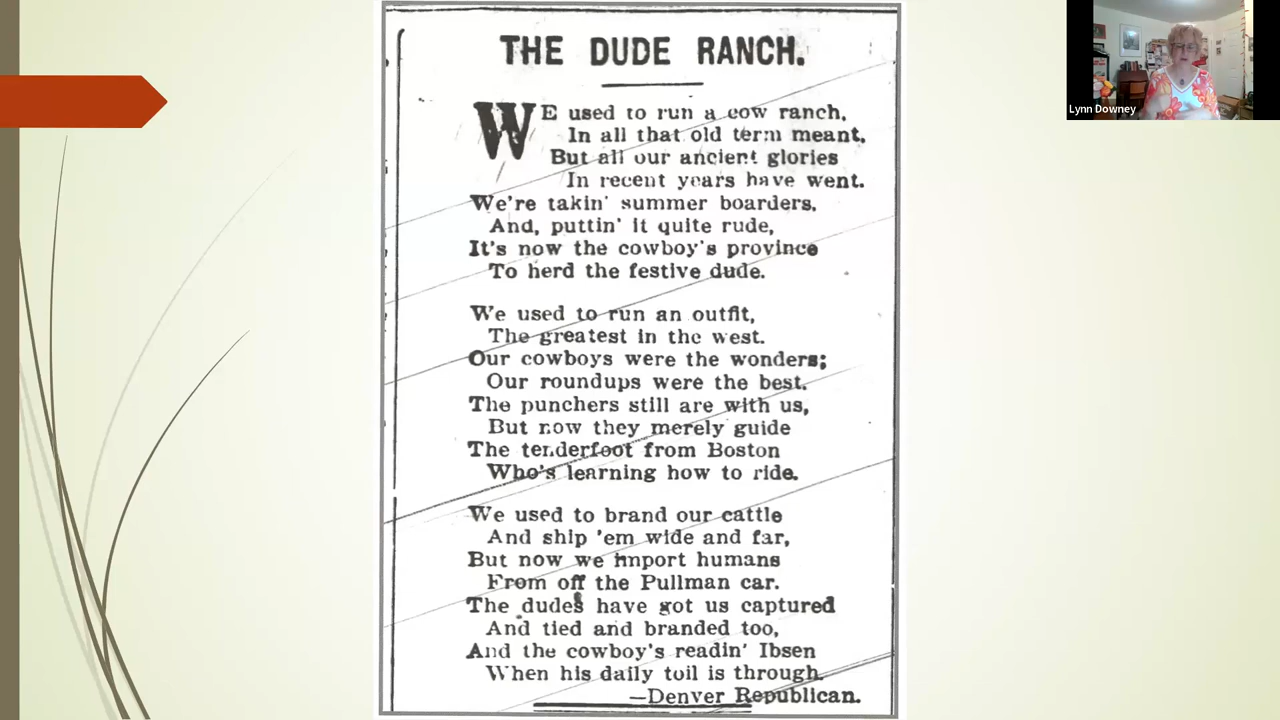 THE DUDE RANCH.
WE used to run a cow ranch,
In all that old term meant,
But all our ancient glories
In recent years have went.
We're takin' summer boarders,
And, puttin' it quite rude,
It's now the cowboy's province
To herd the festive dude.
We used to run an outfit,
The greatest in the west.
Our cowboys were the wonders;
Our roundups were the best.
The punchers still are with us,
But now they merely guide
The tenderfoot from Boston
Who's learning how to ride.
We used to brand our cattle
And ship 'em wide and far,
But now we import humans
From off the Pullman car.
The dudes have got us captured
And tied and branded too,
And the cowboy's readin' Ibsen
When his daily toil is through.
—Denver Republican.
Lynn Downey